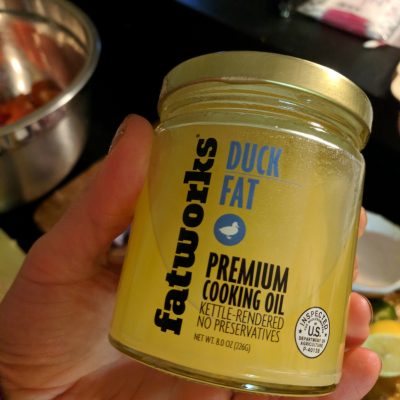 fatworks
DUCK
FAT
PREMIUM
COOKING OIL
KETTLE-RENDERED
NO PRESERVATIVES
NET WT. 8.0 OZ (226G)
INSPECTED
U.S.
DEPARTMENT OF
AGRICULTURE
P-40128